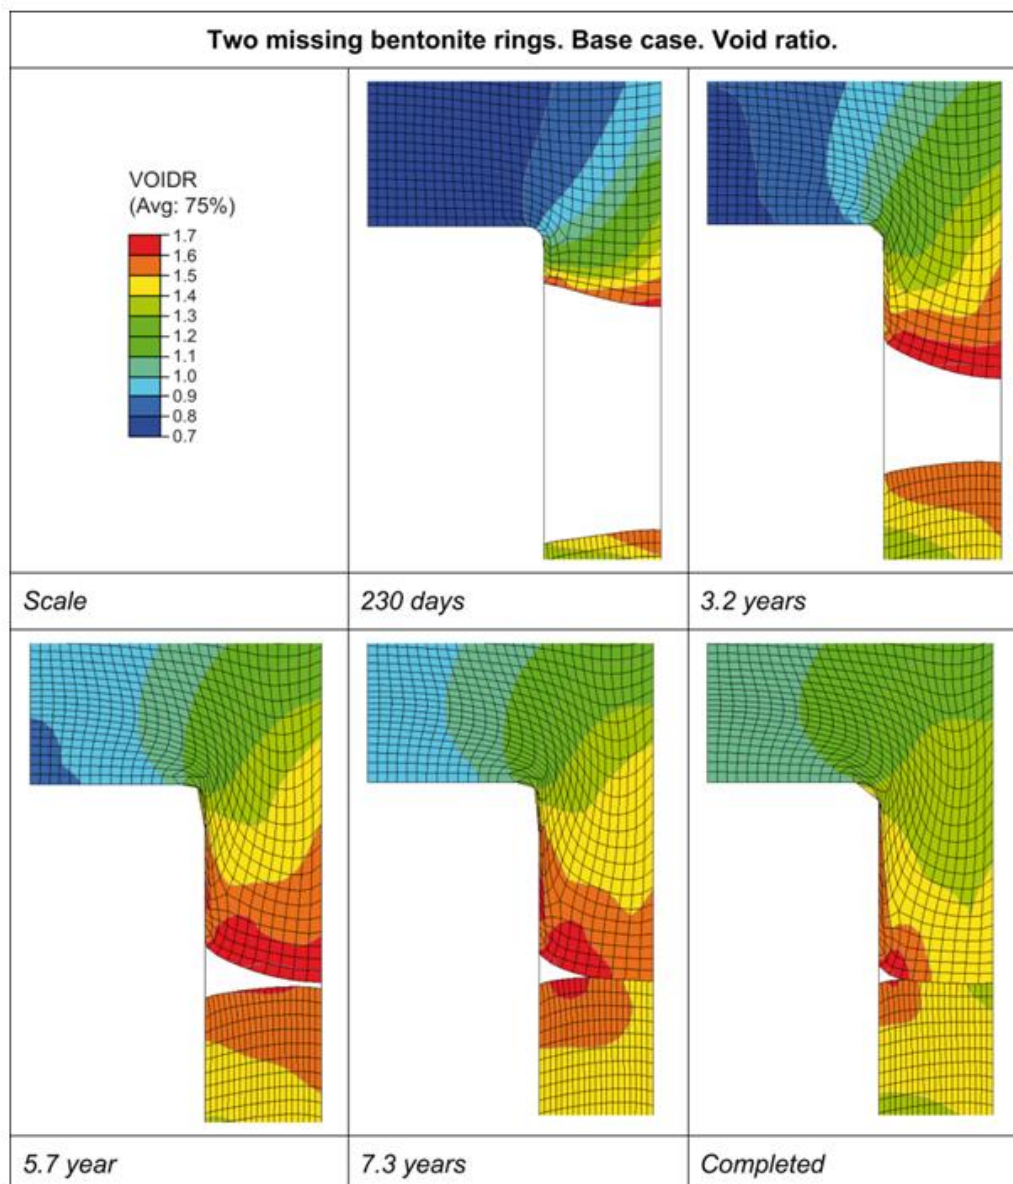 Two missing bentonite rings. Base case. Void ratio.
VOIDR
(Avg: 75%)
1.7
1.6
1.5
1.4
1.3
1.2
1.1
1.0
0.9
0.8
0.7
Scale
230 days
3.2 years
5.7 year
7.3 years
Completed